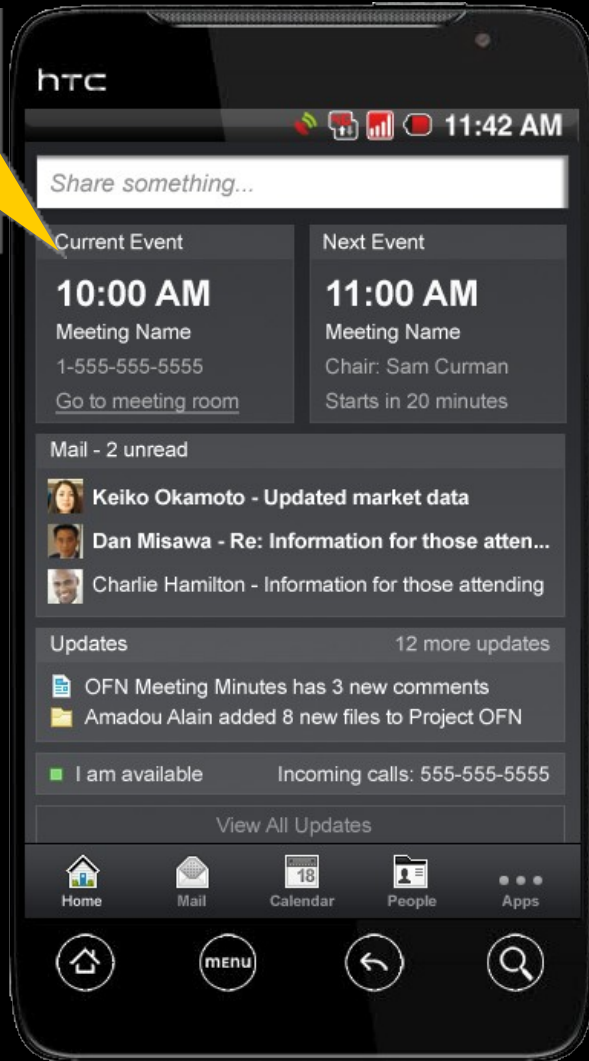 hTC
11:42 AM
Share something...
Current Event
10:00 AM
Meeting Name
1-555-555-5555
Go to meeting room
Next Event
11:00 AM
Meeting Name
Chair: Sam Curman
Starts in 20 minutes
Mail - 2 unread
Keiko Okamoto - Updated market data
Dan Misawa - Re: Information for those atten...
Charlie Hamilton - Information for those attending
Updates 12 more updates
OFN Meeting Minutes has 3 new comments
Amadou Alain added 8 new files to Project OFN
I am available Incoming calls: 555-555-5555
View All Updates
18
Home Mail Calendar People Apps
MENU